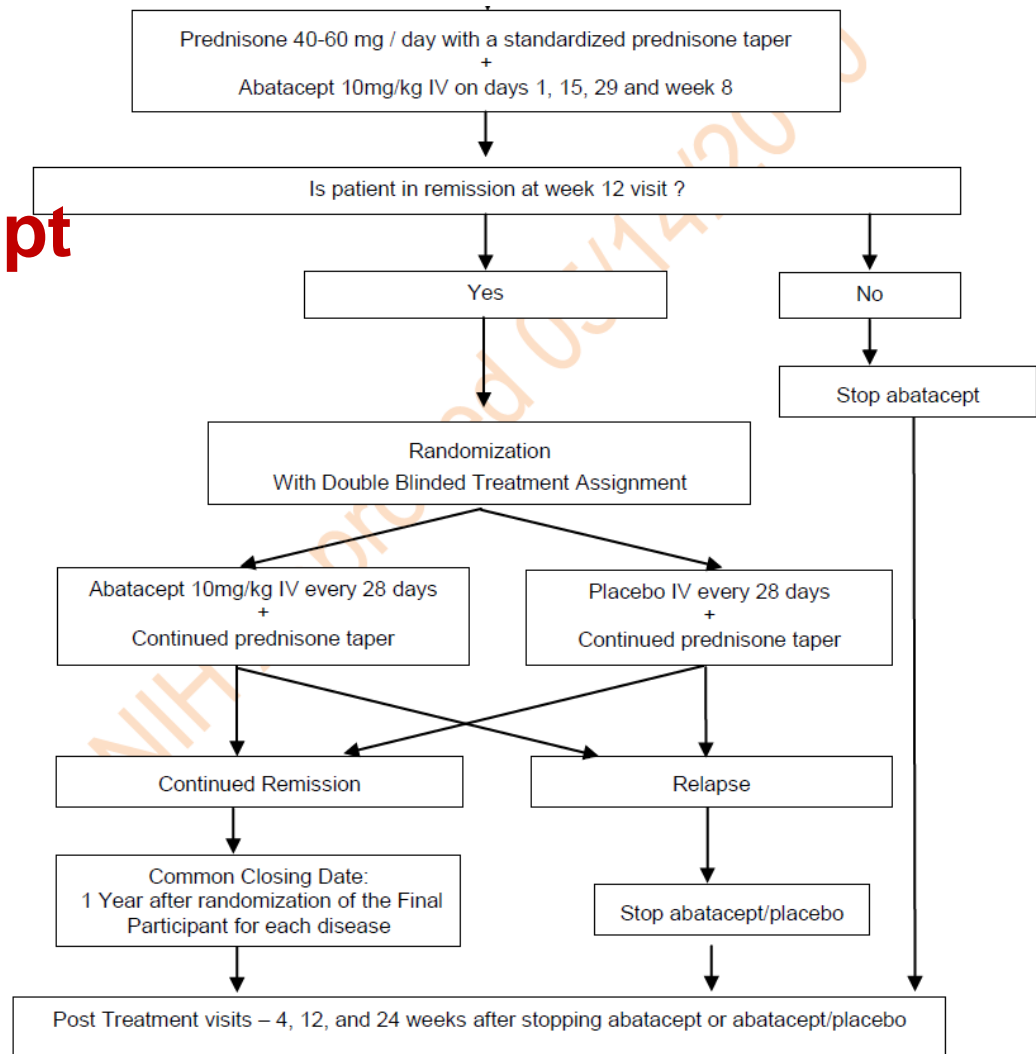 Prednisone 40-60 mg / day with a standardized prednisone taper
+
Abatacept 10mg/kg IV on days 1, 15, 29 and week 8
Is patient in remission at week 12 visit ?
pt
Yes
No
Stop abatacept
Randomization
With Double Blinded Treatment Assignment
Abatacept 10mg/kg IV every 28 days
+
Continued prednisone taper
Placebo IV every 28 days
+
Continued prednisone taper
Continued Remission
Relapse
Common Closing Date:
1 Year after randomization of the Final
Participant for each disease
Stop abatacept/placebo
Post Treatment visits – 4, 12, and 24 weeks after stopping abatacept or abatacept/placebo
NIH